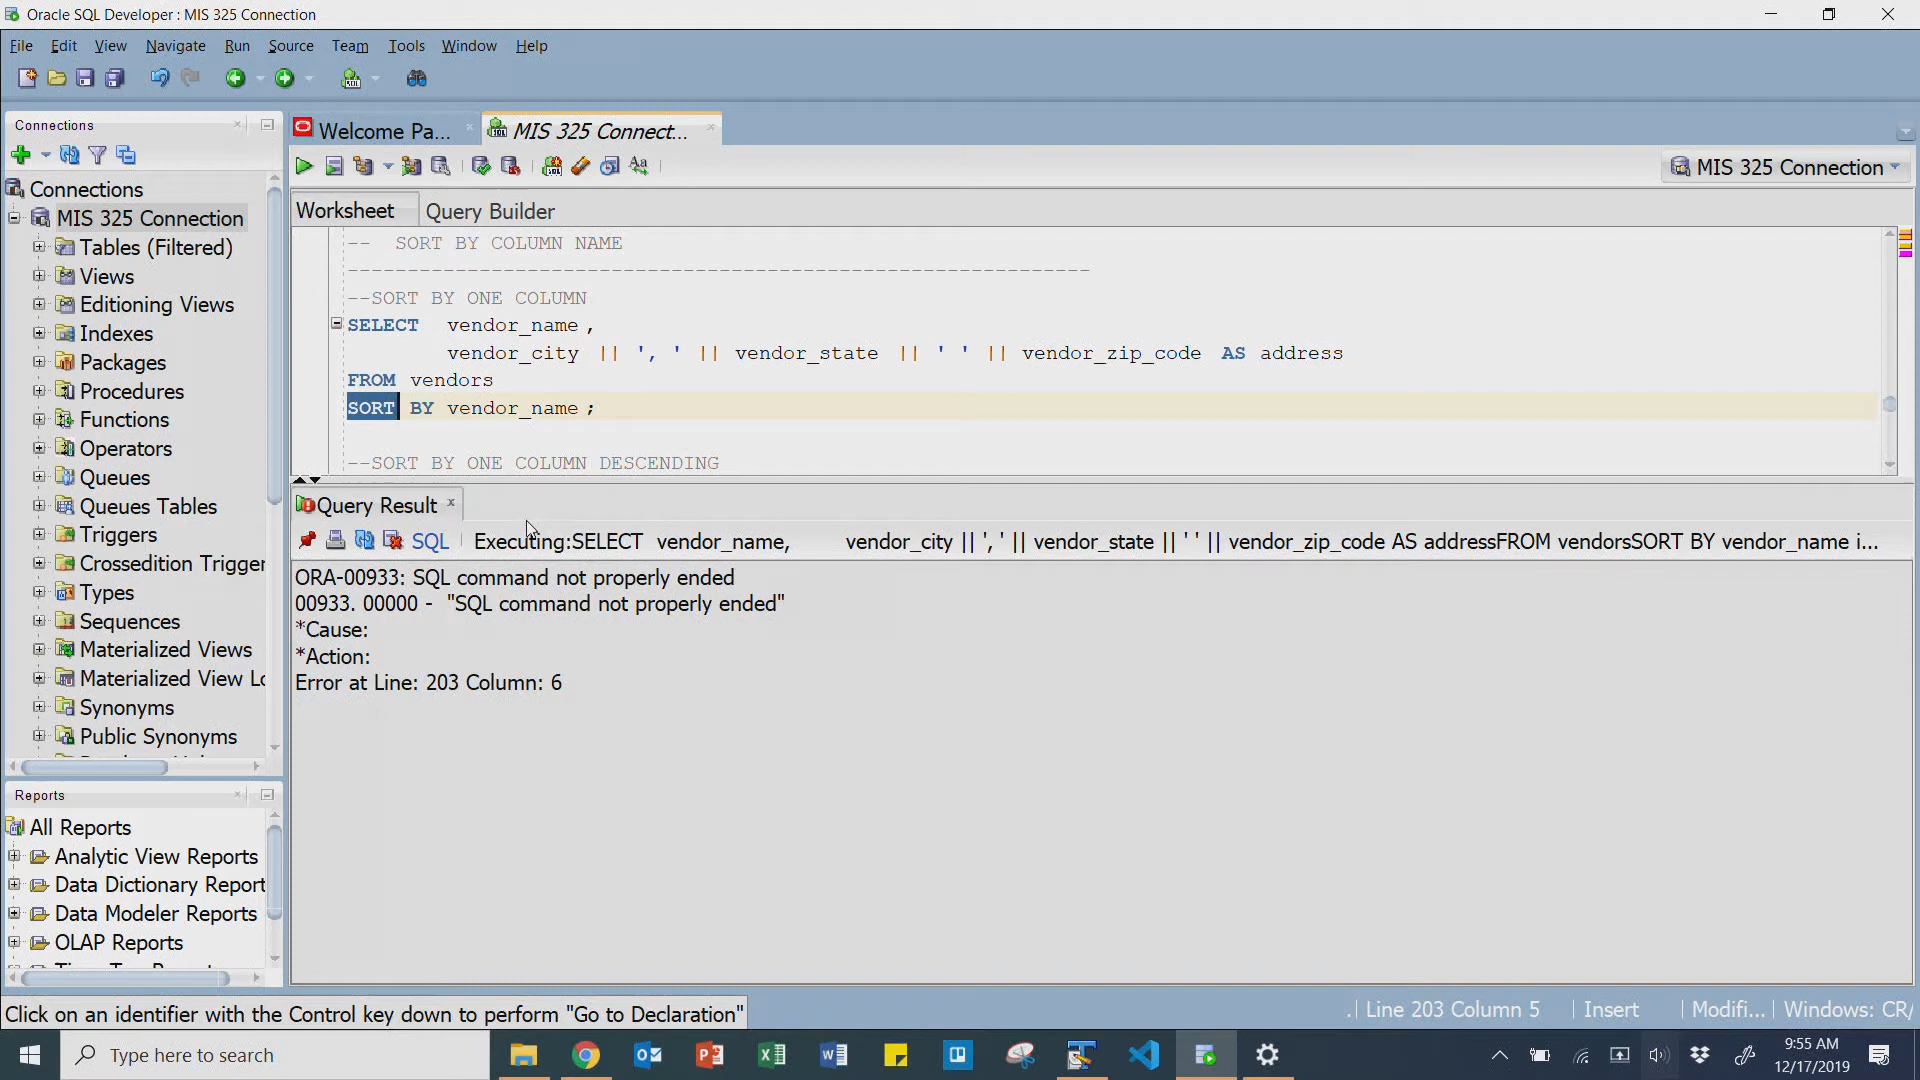 Oracle SQL Developer : MIS 325 Connection
File Edit View Navigate Run Source Team Tools Window Help
Connections
Connections
MIS 325 Connection
Tables (Filtered)
Views
Editioning Views
Indexes
Packages
Procedures
Functions
Operators
Queues
Queues Tables
Triggers
Crossedition Trigger
Types
Sequences
Materialized Views
Materialized View Lo
Synonyms
Public Synonyms
Reports
All Reports
Analytic View Reports
Data Dictionary Report
Data Modeler Reports
OLAP Reports
Welcome Pa...
MIS 325 Connect...
MIS 325 Connection
Worksheet Query Builder
-- SORT BY COLUMN NAME
--------------------------------------------------------------
--SORT BY ONE COLUMN
SELECT vendor_name,
vendor_city || ', ' || vendor_state || ' ' || vendor_zip_code AS address
FROM vendors
SORT BY vendor_name;
--SORT BY ONE COLUMN DESCENDING
Query Result
SQL Executing:SELECT vendor_name, vendor_city || ', ' || vendor_state || ' ' || vendor_zip_code AS addressFROM vendorsSORT BY vendor_name i...
ORA-00933: SQL command not properly ended
00933. 00000 - "SQL command not properly ended"
*Cause:
*Action:
Error at Line: 203 Column: 6
Click on an identifier with the Control key down to perform "Go to Declaration"
. Line 203 Column 5 Insert Modifi... Windows: CR/
Type here to search
9:55 AM
12/17/2019